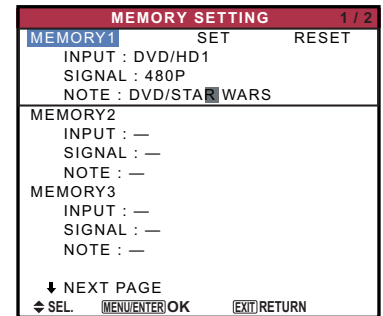 MEMORY SETTING 1 / 2
MEMORY1 SET RESET
INPUT : DVD/HD1
SIGNAL : 480P
NOTE : DVD/STAR WARS
MEMORY2
INPUT : —
SIGNAL : —
NOTE : —
MEMORY3
INPUT : —
SIGNAL : —
NOTE : —
NEXT PAGE
SEL. MENU/ENTER OK EXIT RETURN